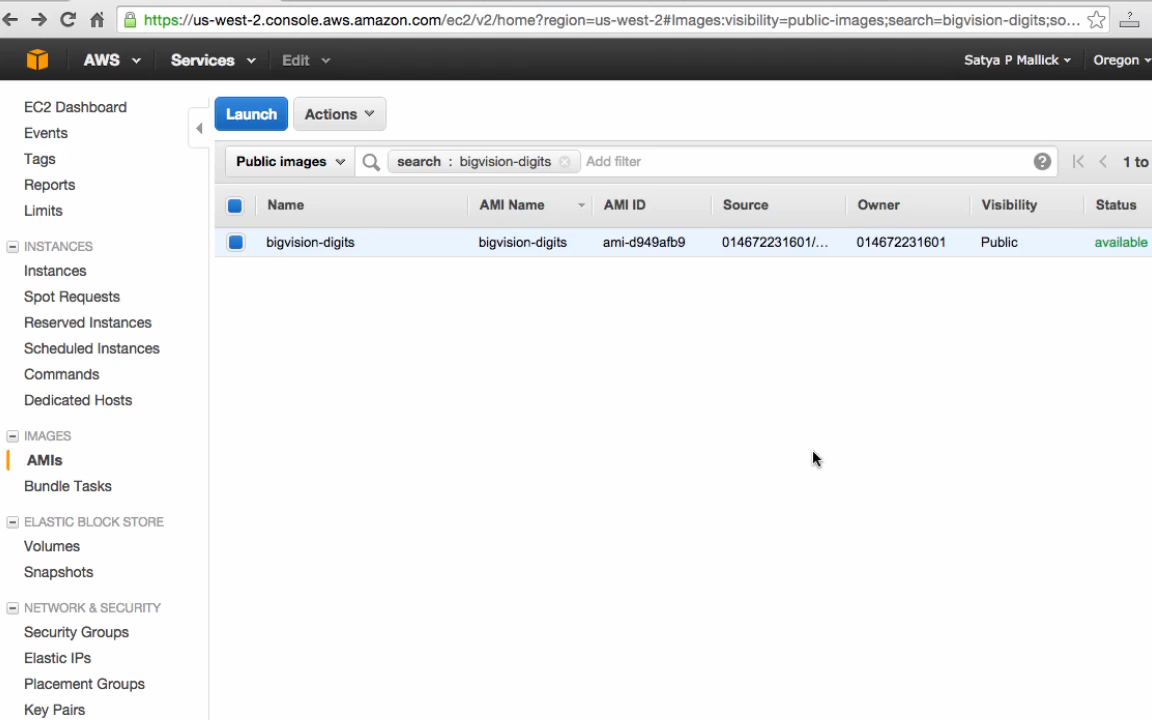 https://us-west-2.console.aws.amazon.com/ec2/v2/home?region=us-west-2#Images:visibility=public-images;search=bigvision-digits;so...
AWS Services Edit Satya P Mallick Oregon
EC2 Dashboard
Events
Tags
Reports
Limits
INSTANCES
Instances
Spot Requests
Reserved Instances
Scheduled Instances
Commands
Dedicated Hosts
IMAGES
AMIs
Bundle Tasks
ELASTIC BLOCK STORE
Volumes
Snapshots
NETWORK & SECURITY
Security Groups
Elastic IPs
Placement Groups
Key Pairs
Launch Actions
Public images search : bigvision-digits Add filter 1 to
Name AMI Name AMI ID Source Owner Visibility Status
bigvision-digits bigvision-digits ami-d949afb9 014672231601/... 014672231601 Public available